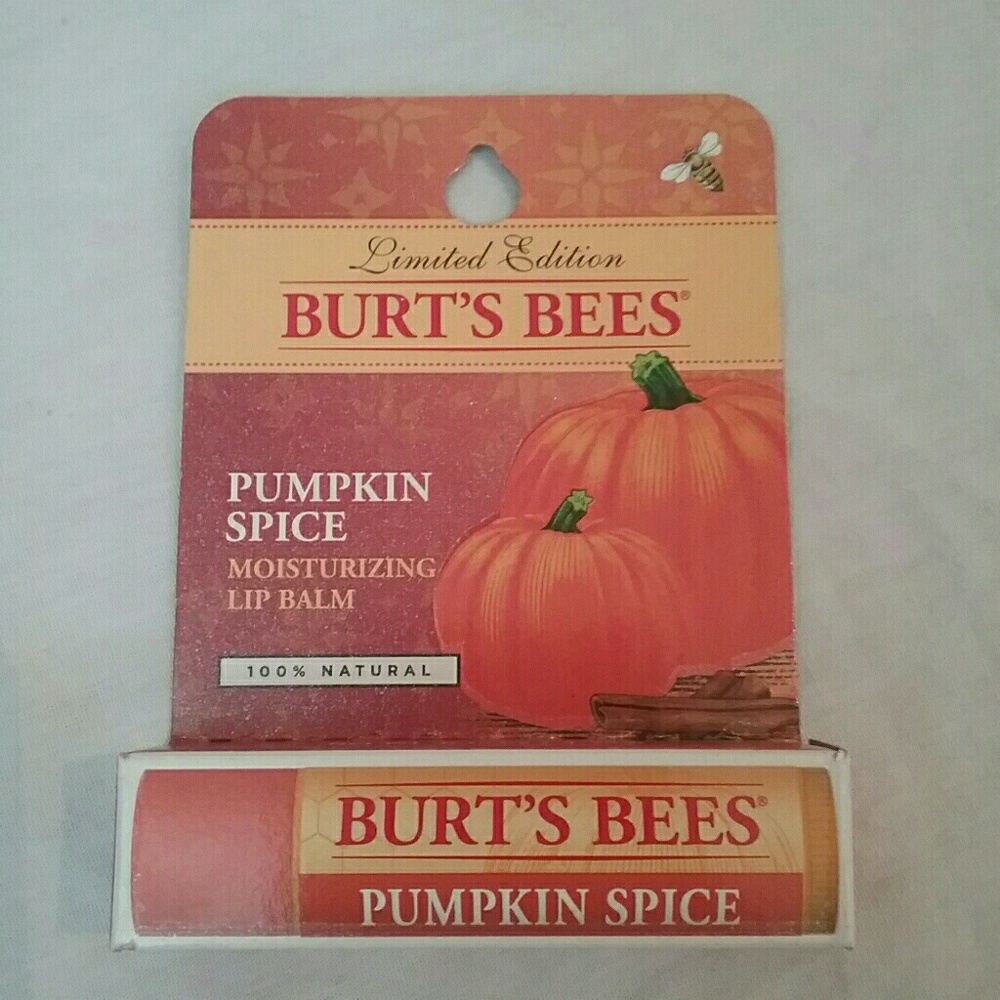 Limited Edition
BURT'S BEES®
PUMPKIN
SPICE
MOISTURIZING
LIP BALM
100% NATURAL
BURT'S BEES®
PUMPKIN SPICE